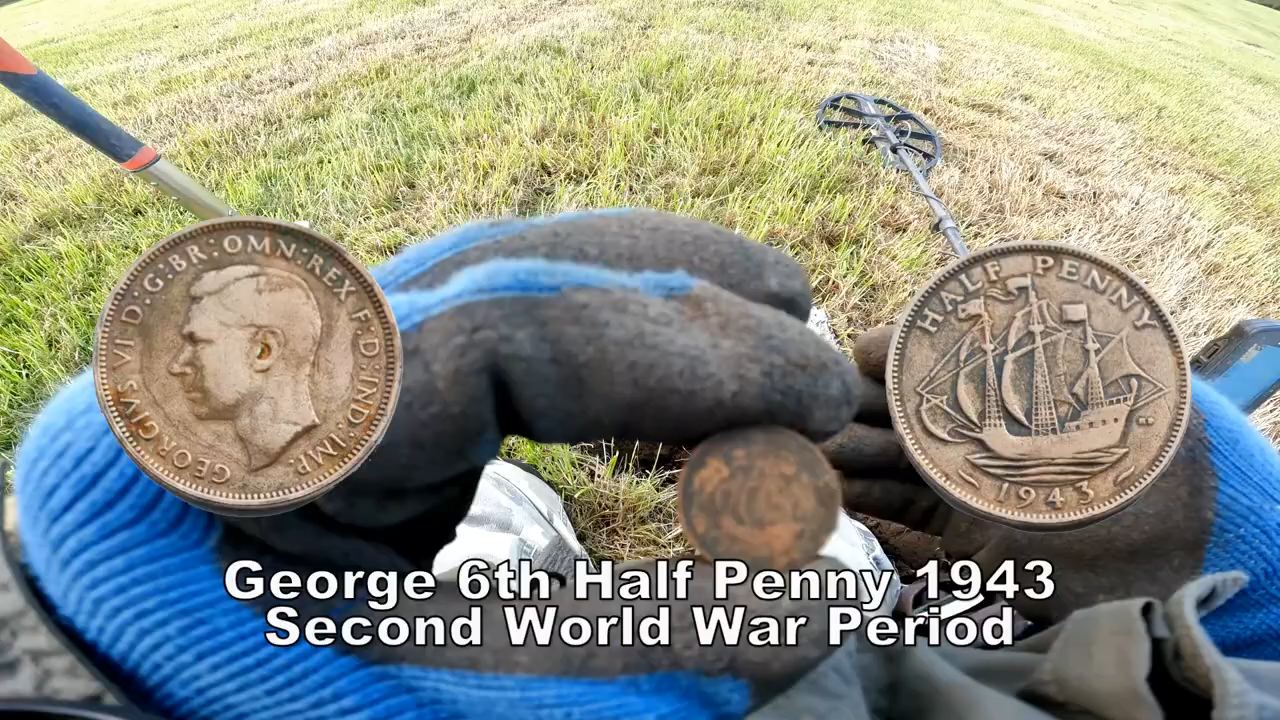 GEORGIVS VI D:G:BR:OMN:REX F:D:IND:IMP.
HALF PENNY
1943
George 6th Half Penny 1943
Second World War Period